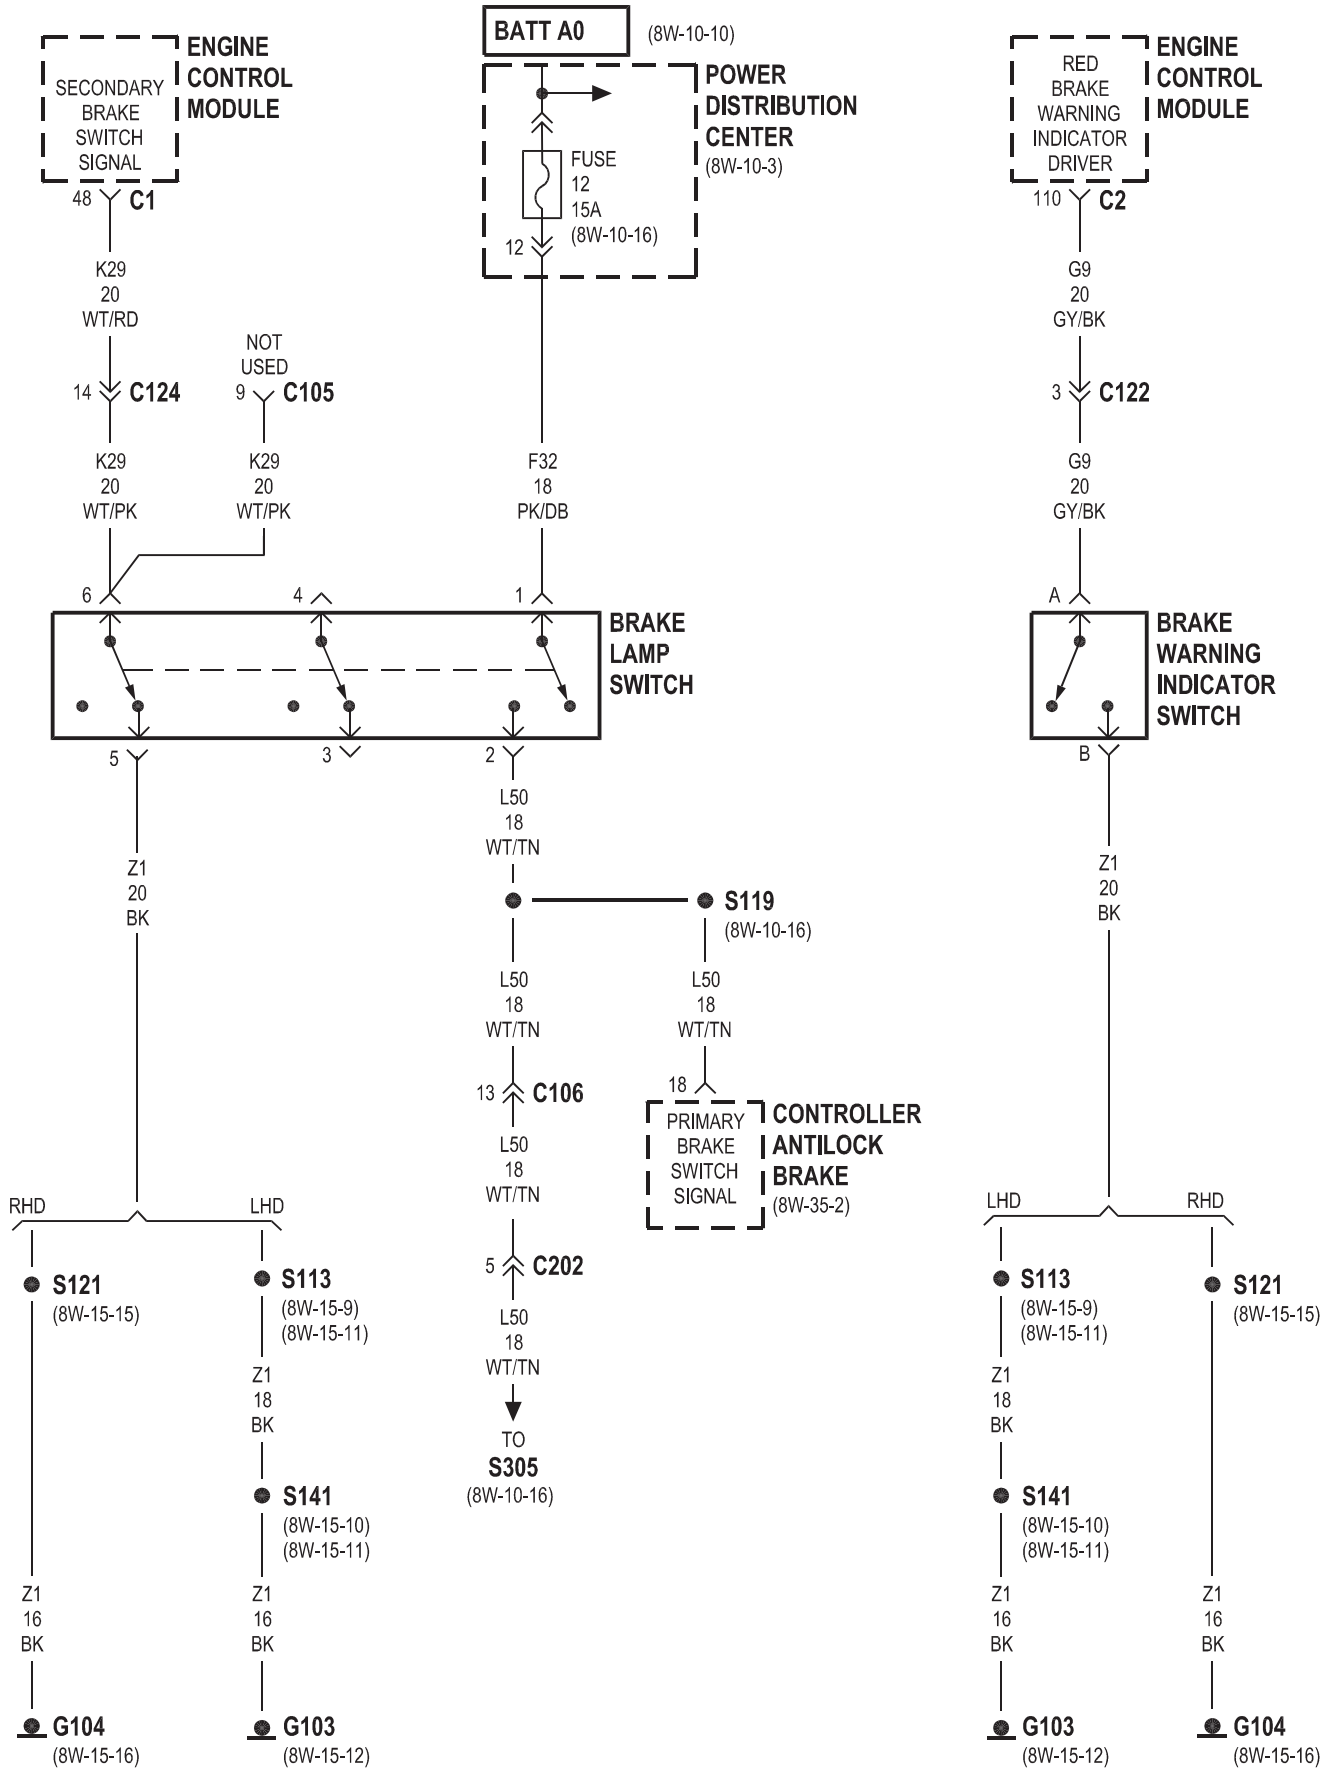 BATT A0
(8W-10-10)
ENGINE
CONTROL
MODULE
SECONDARY
BRAKE
SWITCH
SIGNAL
48
C1
K29
20
WT/RD
14
C124
K29
20
WT/PK
NOT
USED
9
C105
K29
20
WT/PK
POWER
DISTRIBUTION
CENTER
(8W-10-3)
FUSE
12
15A
(8W-10-16)
12
F32
18
PK/DB
ENGINE
CONTROL
MODULE
RED
BRAKE
WARNING
INDICATOR
DRIVER
110
C2
G9
20
GY/BK
3
C122
G9
20
GY/BK
6
4
1
BRAKE
LAMP
SWITCH
5
3
2
A
BRAKE
WARNING
INDICATOR
SWITCH
B
Z1
20
BK
L50
18
WT/TN
S119
(8W-10-16)
L50
18
WT/TN
L50
18
WT/TN
13
C106
18
PRIMARY
BRAKE
SWITCH
SIGNAL
CONTROLLER
ANTILOCK
BRAKE
(8W-35-2)
L50
18
WT/TN
5
C202
L50
18
WT/TN
TO
S305
(8W-10-16)
RHD
LHD
S121
(8W-15-15)
S113
(8W-15-9)
(8W-15-11)
Z1
18
BK
S141
(8W-15-10)
(8W-15-11)
Z1
16
BK
Z1
16
BK
G104
(8W-15-16)
G103
(8W-15-12)
Z1
20
BK
LHD
RHD
S113
(8W-15-9)
(8W-15-11)
S121
(8W-15-15)
Z1
18
BK
S141
(8W-15-10)
(8W-15-11)
Z1
16
BK
Z1
16
BK
G103
(8W-15-12)
G104
(8W-15-16)